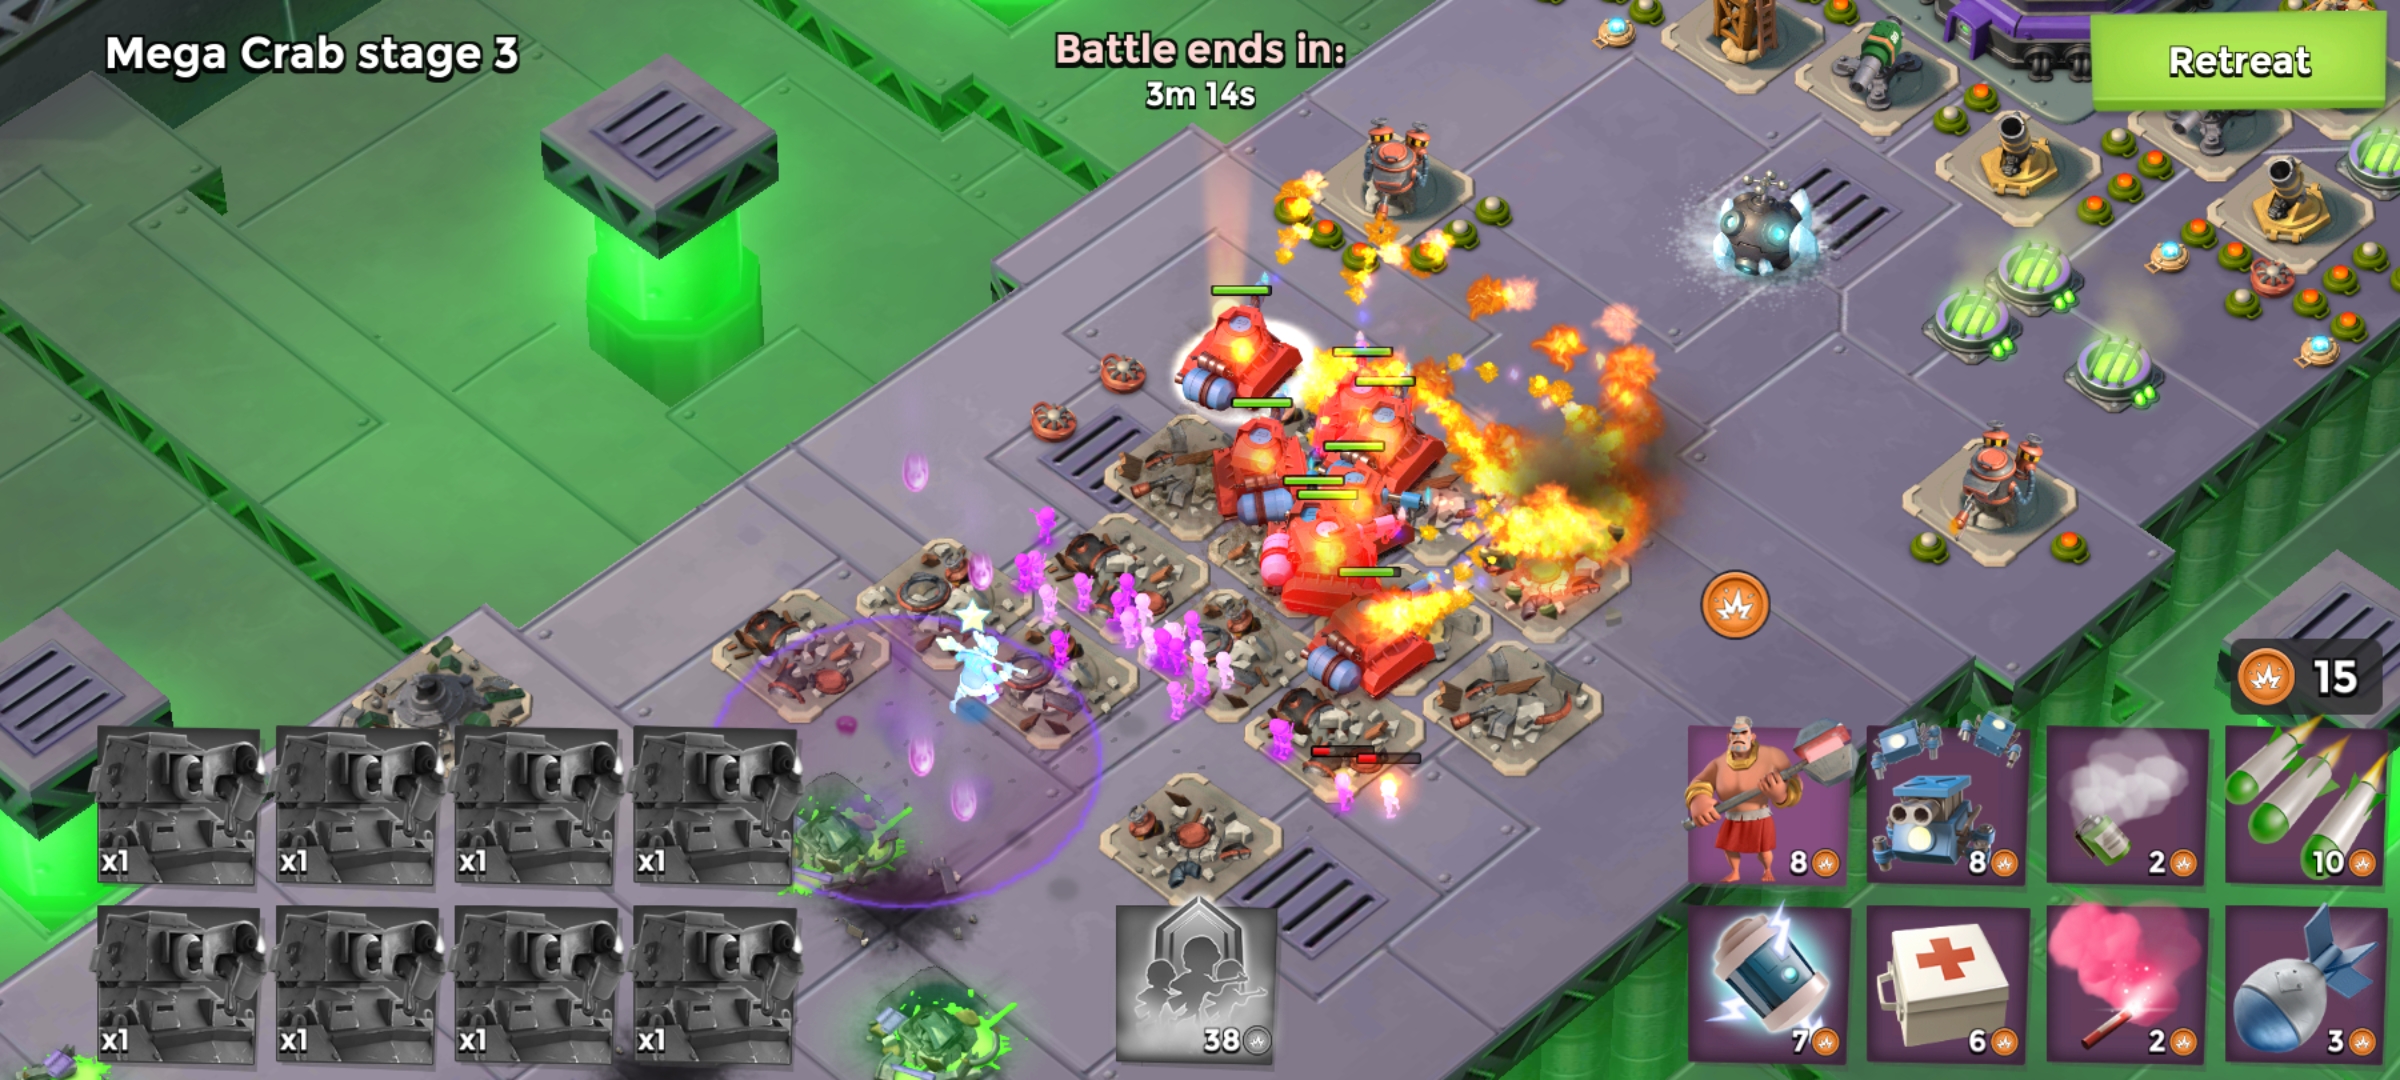 Mega Crab stage 3
Battle ends in:
3m 14s
Retreat
15
x1 x1 x1 x1
8 8 2 10
x1 x1 x1 x1
38
7 6 2 3